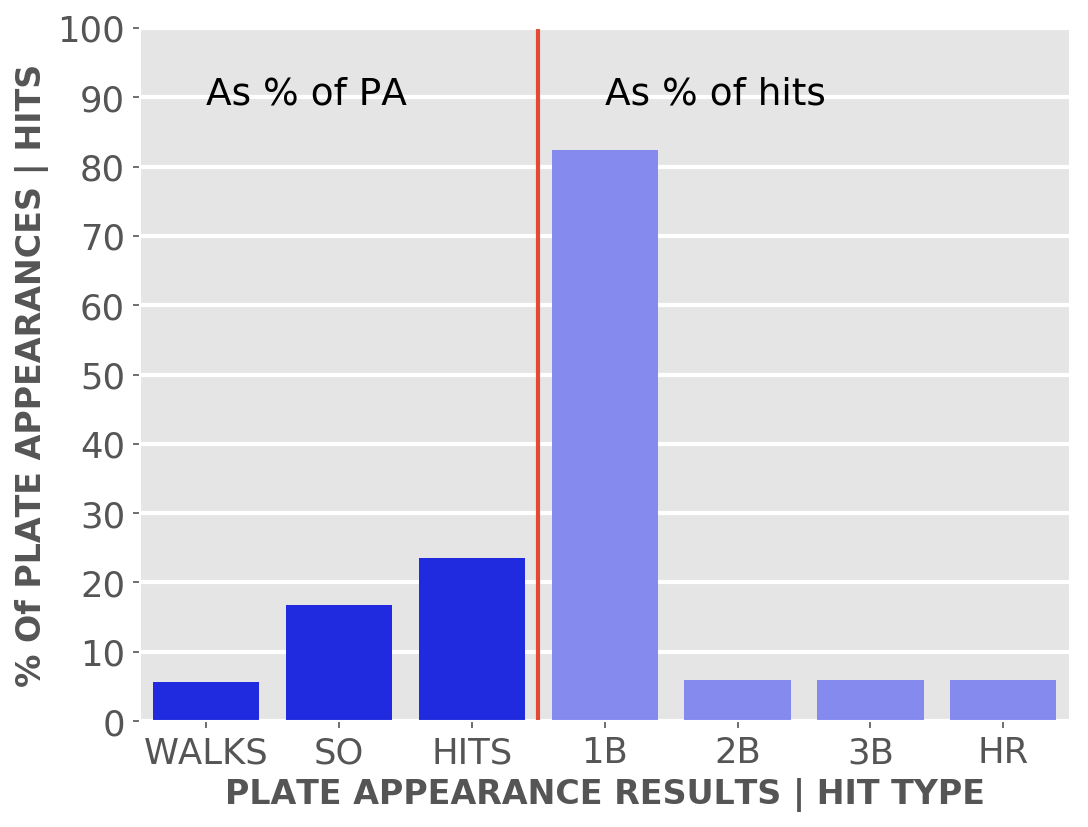 % Of PLATE APPEARANCES | HITS
100
90
80
70
60
50
40
30
20
10
0
As % of PA
As % of hits
WALKS SO HITS 1B 2B 3B HR
PLATE APPEARANCE RESULTS | HIT TYPE